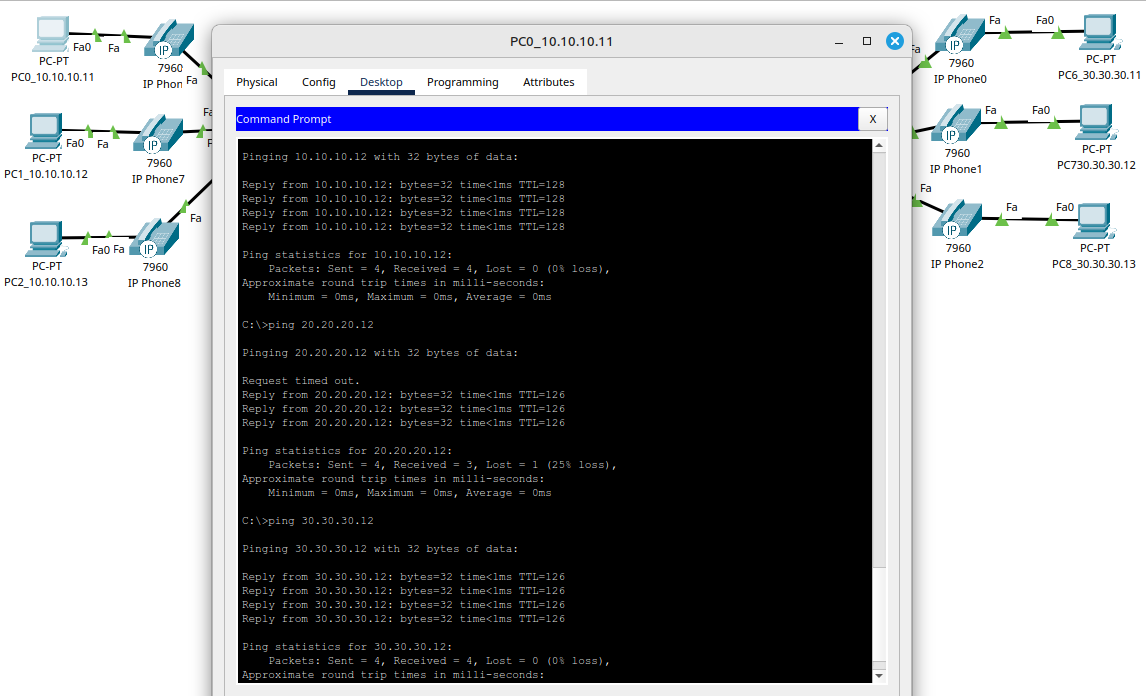 PC0_10.10.10.11
Physical Config Desktop Programming Attributes
Command Prompt X
Pinging 10.10.10.12 with 32 bytes of data:
Reply from 10.10.10.12: bytes=32 time<1ms TTL=128
Reply from 10.10.10.12: bytes=32 time<1ms TTL=128
Reply from 10.10.10.12: bytes=32 time<1ms TTL=128
Reply from 10.10.10.12: bytes=32 time<1ms TTL=128
Ping statistics for 10.10.10.12:
Packets: Sent = 4, Received = 4, Lost = 0 (0% loss),
Approximate round trip times in milli-seconds:
Minimum = 0ms, Maximum = 0ms, Average = 0ms
C:\>ping 20.20.20.12
Pinging 20.20.20.12 with 32 bytes of data:
Request timed out.
Reply from 20.20.20.12: bytes=32 time<1ms TTL=126
Reply from 20.20.20.12: bytes=32 time<1ms TTL=126
Reply from 20.20.20.12: bytes=32 time<1ms TTL=126
Ping statistics for 20.20.20.12:
Packets: Sent = 4, Received = 3, Lost = 1 (25% loss),
Approximate round trip times in milli-seconds:
Minimum = 0ms, Maximum = 0ms, Average = 0ms
C:\>ping 30.30.30.12
Pinging 30.30.30.12 with 32 bytes of data:
Reply from 30.30.30.12: bytes=32 time<1ms TTL=126
Reply from 30.30.30.12: bytes=32 time<1ms TTL=126
Reply from 30.30.30.12: bytes=32 time<1ms TTL=126
Reply from 30.30.30.12: bytes=32 time<1ms TTL=126
Ping statistics for 30.30.30.12:
Packets: Sent = 4, Received = 4, Lost = 0 (0% loss),
Approximate round trip times in milli-seconds:
Fa0 Fa IP
PC-PT 7960
PC0_10.10.10.11 IP Phon Fa
Fa
Fa0 Fa IP F
PC-PT 7960
PC1_10.10.10.12 IP Phone7
Fa
Fa0 Fa IP
PC-PT 7960
PC2_10.10.10.13 IP Phone8
Fa Fa0
Fa IP
7960 PC-PT
IP Phone0 PC6_30.30.30.11
Fa Fa0
IP
7960 PC-PT
IP Phone1 PC730.30.30.12
Fa
Fa Fa0
IP
7960 PC-PT
IP Phone2 PC8_30.30.30.13